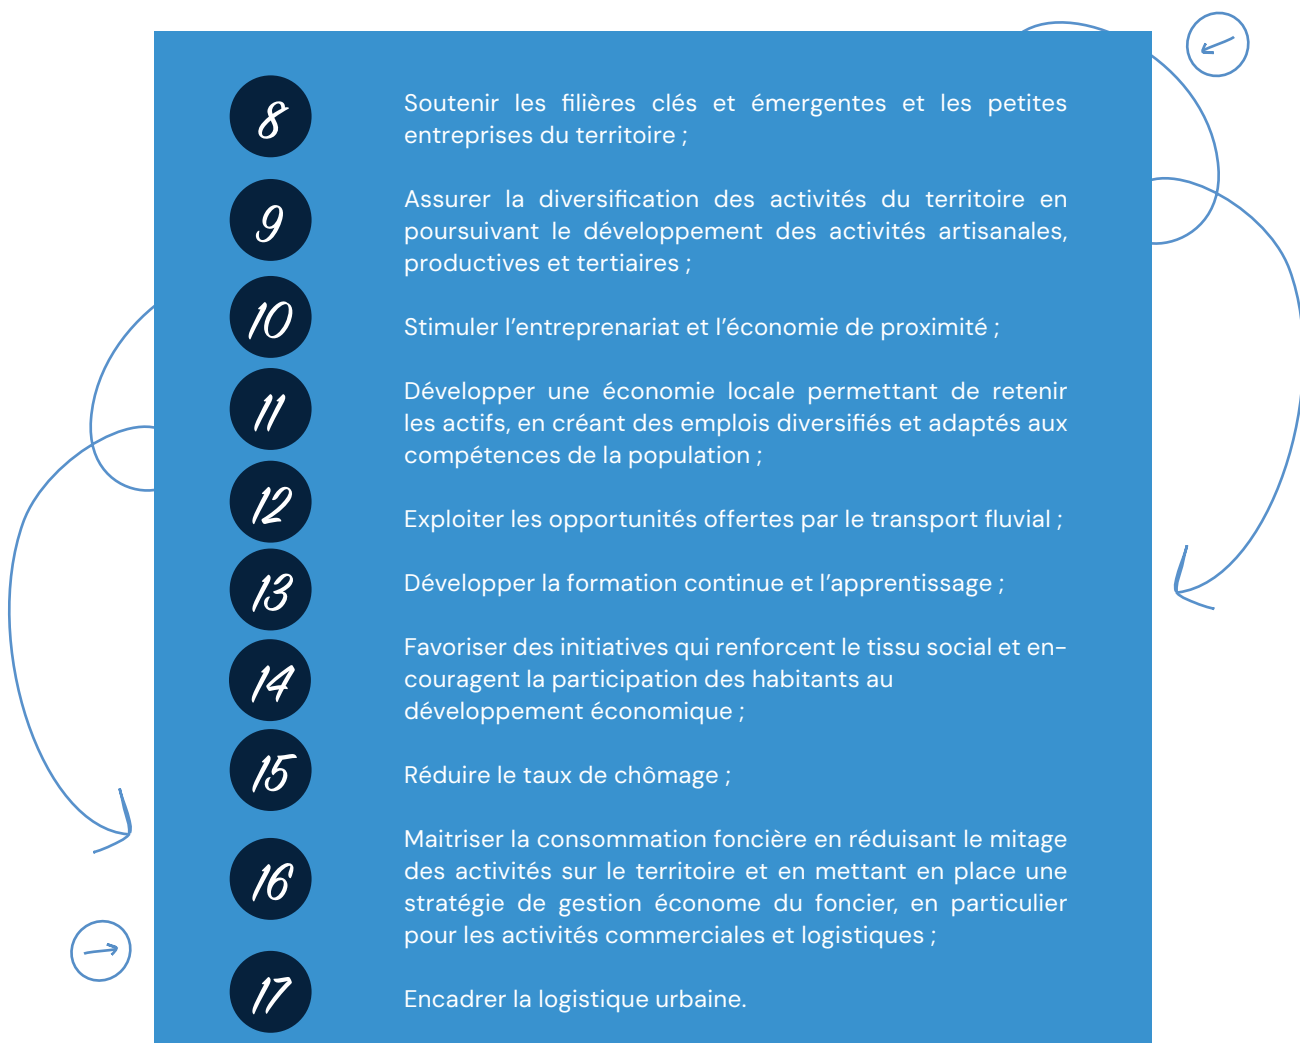 8
Soutenir les filières clés et émergentes et les petites
entreprises du territoire ;
9
Assurer la diversification des activités du territoire en
poursuivant le développement des activités artisanales,
productives et tertiaires ;
10
Stimuler l’entreprenariat et l’économie de proximité ;
11
Développer une économie locale permettant de retenir
les actifs, en créant des emplois diversifiés et adaptés aux
compétences de la population ;
12
Exploiter les opportunités offertes par le transport fluvial ;
13
Développer la formation continue et l’apprentissage ;
14
Favoriser des initiatives qui renforcent le tissu social et en-
couragent la participation des habitants au
développement économique ;
15
Réduire le taux de chômage ;
16
Maitriser la consommation foncière en réduisant le mitage
des activités sur le territoire et en mettant en place une
stratégie de gestion économe du foncier, en particulier
pour les activités commerciales et logistiques ;
17
Encadrer la logistique urbaine.